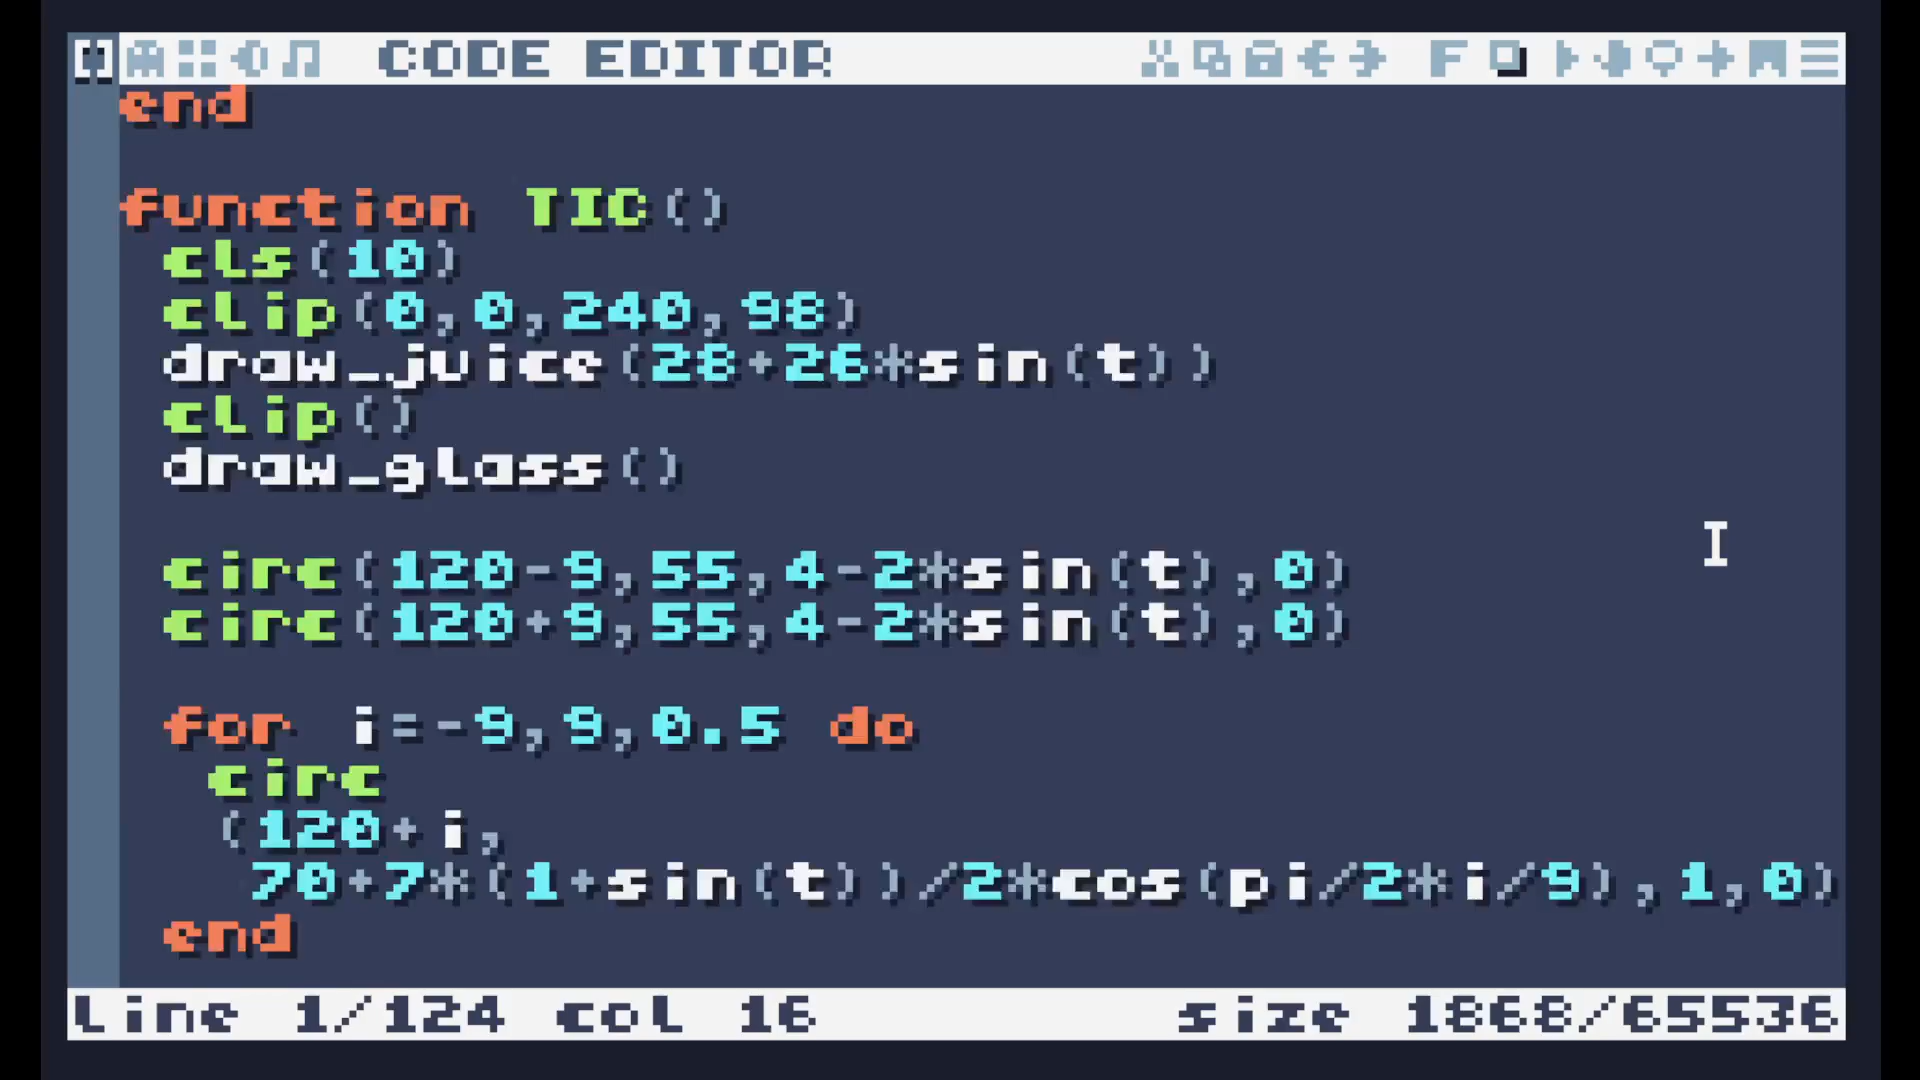 CODE EDITOR
end
function TIC()
cls(10)
clip(0,0,240,98)
draw_juice(28+26*sin(t))
clip()
draw_glass()
circ(120-9,55,4-2*sin(t),0)
circ(120+9,55,4-2*sin(t),0)
for i=-9,9,0.5 do
circ
(120+i,
70+7*(1+sin(t))/2*cos(pi/2*i/9),1,0)
end
line 1/124 col 16 size 1868/65536